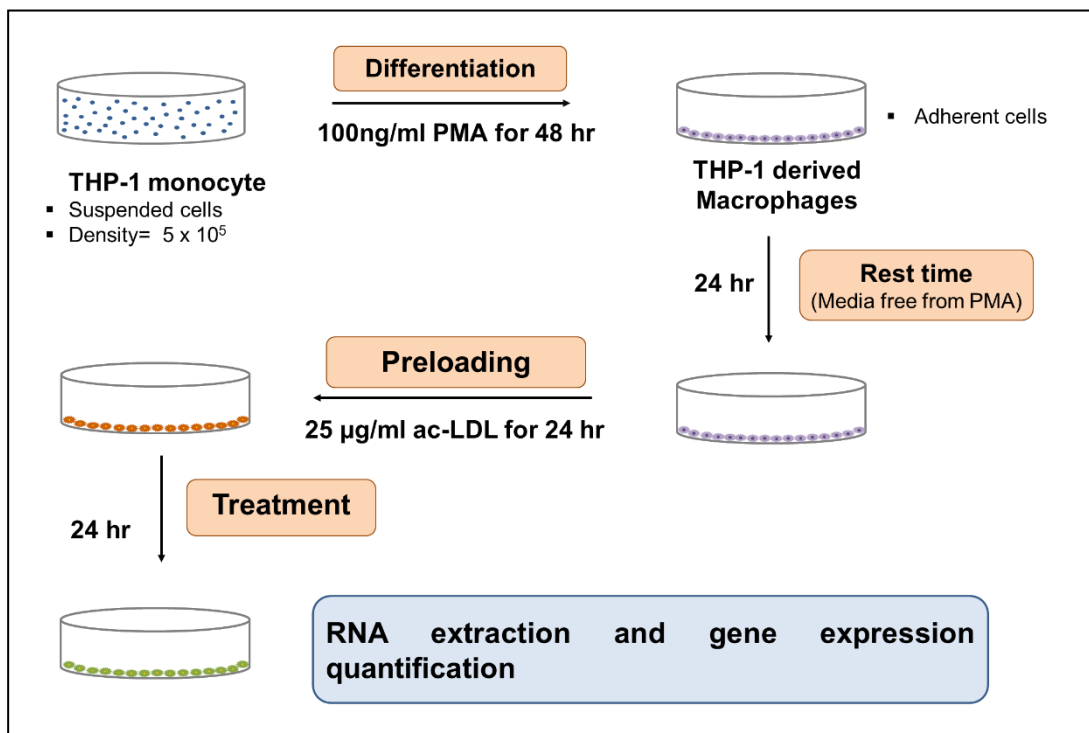 Differentiation
100ng/ml PMA for 48 hr
THP-1 monocyte
▪ Suspended cells
▪ Density= 5 x 10⁵
▪ Adherent cells
THP-1 derived
Macrophages
24 hr
Rest time
(Media free from PMA)
Preloading
25 µg/ml ac-LDL for 24 hr
Treatment
24 hr
RNA extraction and gene expression
quantification